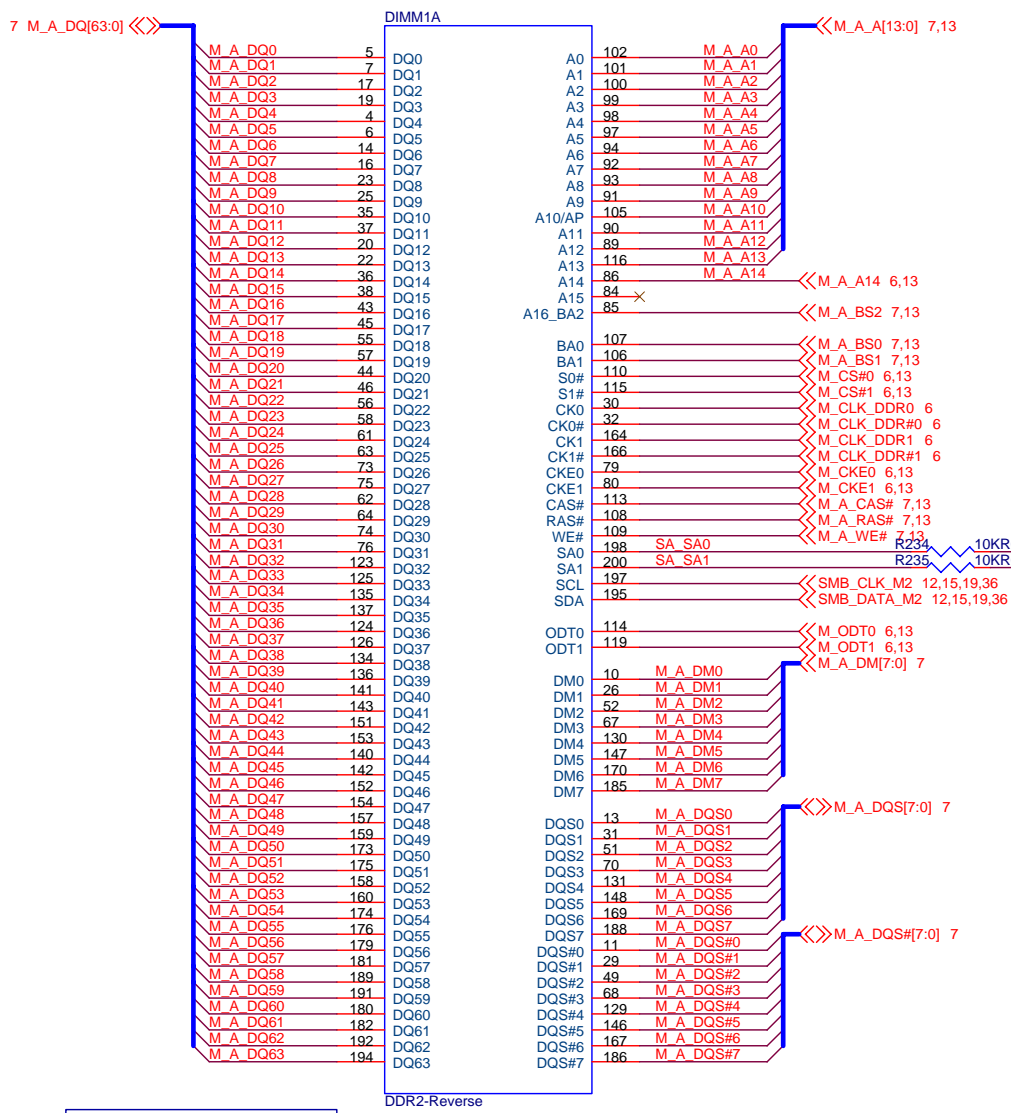 DIMM1A
7 M_A_DQ[63:0]
M_A_A[13:0] 7,13
M_A_DQ0 5 DQ0 A0 102 M_A_A0
M_A_DQ1 7 DQ1 A1 101 M_A_A1
M_A_DQ2 17 DQ2 A2 100 M_A_A2
M_A_DQ3 19 DQ3 A3 99 M_A_A3
M_A_DQ4 4 DQ4 A4 98 M_A_A4
M_A_DQ5 6 DQ5 A5 97 M_A_A5
M_A_DQ6 14 DQ6 A6 94 M_A_A6
M_A_DQ7 16 DQ7 A7 92 M_A_A7
M_A_DQ8 23 DQ8 A8 93 M_A_A8
M_A_DQ9 25 DQ9 A9 91 M_A_A9
M_A_DQ10 35 DQ10 A10/AP 105 M_A_A10
M_A_DQ11 37 DQ11 A11 90 M_A_A11
M_A_DQ12 20 DQ12 A12 89 M_A_A12
M_A_DQ13 22 DQ13 A13 116 M_A_A13
M_A_DQ14 36 DQ14 A14 86 M_A_A14 M_A_A14 6,13
M_A_DQ15 38 DQ15 A15 84
M_A_DQ16 43 DQ16 A16_BA2 85 M_A_BS2 7,13
M_A_DQ17 45 DQ17
M_A_DQ18 55 DQ18 BA0 107 M_A_BS0 7,13
M_A_DQ19 57 DQ19 BA1 106 M_A_BS1 7,13
M_A_DQ20 44 DQ20 S0# 110 M_CS#0 6,13
M_A_DQ21 46 DQ21 S1# 115 M_CS#1 6,13
M_A_DQ22 56 DQ22 CK0 30 M_CLK_DDR0 6
M_A_DQ23 58 DQ23 CK0# 32 M_CLK_DDR#0 6
M_A_DQ24 61 DQ24 CK1 164 M_CLK_DDR1 6
M_A_DQ25 63 DQ25 CK1# 166 M_CLK_DDR#1 6
M_A_DQ26 73 DQ26 CKE0 79 M_CKE0 6,13
M_A_DQ27 75 DQ27 CKE1 80 M_CKE1 6,13
M_A_DQ28 62 DQ28 CAS# 113 M_A_CAS# 7,13
M_A_DQ29 64 DQ29 RAS# 108 M_A_RAS# 7,13
M_A_DQ30 74 DQ30 WE# 109 M_A_WE# 7,13
M_A_DQ31 76 DQ31 SA0 198 SA_SA0 R234 10KR
M_A_DQ32 123 DQ32 SA1 200 SA_SA1 R235 10KR
M_A_DQ33 125 DQ33 SCL 197 SMB_CLK_M2 12,15,19,36
M_A_DQ34 135 DQ34 SDA 195 SMB_DATA_M2 12,15,19,36
M_A_DQ35 137 DQ35
M_A_DQ36 124 DQ36 ODT0 114 M_ODT0 6,13
M_A_DQ37 126 DQ37 ODT1 119 M_ODT1 6,13
M_A_DQ38 134 DQ38 M_A_DM[7:0] 7
M_A_DQ39 136 DQ39 DM0 10 M_A_DM0
M_A_DQ40 141 DQ40 DM1 26 M_A_DM1
M_A_DQ41 143 DQ41 DM2 52 M_A_DM2
M_A_DQ42 151 DQ42 DM3 67 M_A_DM3
M_A_DQ43 153 DQ43 DM4 130 M_A_DM4
M_A_DQ44 140 DQ44 DM5 147 M_A_DM5
M_A_DQ45 142 DQ45 DM6 170 M_A_DM6
M_A_DQ46 152 DQ46 DM7 185 M_A_DM7
M_A_DQ47 154 DQ47 M_A_DQS[7:0] 7
M_A_DQ48 157 DQ48 DQS0 13 M_A_DQS0
M_A_DQ49 159 DQ49 DQS1 31 M_A_DQS1
M_A_DQ50 173 DQ50 DQS2 51 M_A_DQS2
M_A_DQ51 175 DQ51 DQS3 70 M_A_DQS3
M_A_DQ52 158 DQ52 DQS4 131 M_A_DQS4
M_A_DQ53 160 DQ53 DQS5 148 M_A_DQS5
M_A_DQ54 174 DQ54 DQS6 169 M_A_DQS6
M_A_DQ55 176 DQ55 DQS7 188 M_A_DQS7 M_A_DQS#[7:0] 7
M_A_DQ56 179 DQ56 DQS#0 11 M_A_DQS#0
M_A_DQ57 181 DQ57 DQS#1 29 M_A_DQS#1
M_A_DQ58 189 DQ58 DQS#2 49 M_A_DQS#2
M_A_DQ59 191 DQ59 DQS#3 68 M_A_DQS#3
M_A_DQ60 180 DQ60 DQS#4 129 M_A_DQS#4
M_A_DQ61 182 DQ61 DQS#5 146 M_A_DQS#5
M_A_DQ62 192 DQ62 DQS#6 167 M_A_DQS#6
M_A_DQ63 194 DQ63 DQS#7 186 M_A_DQS#7
DDR2-Reverse